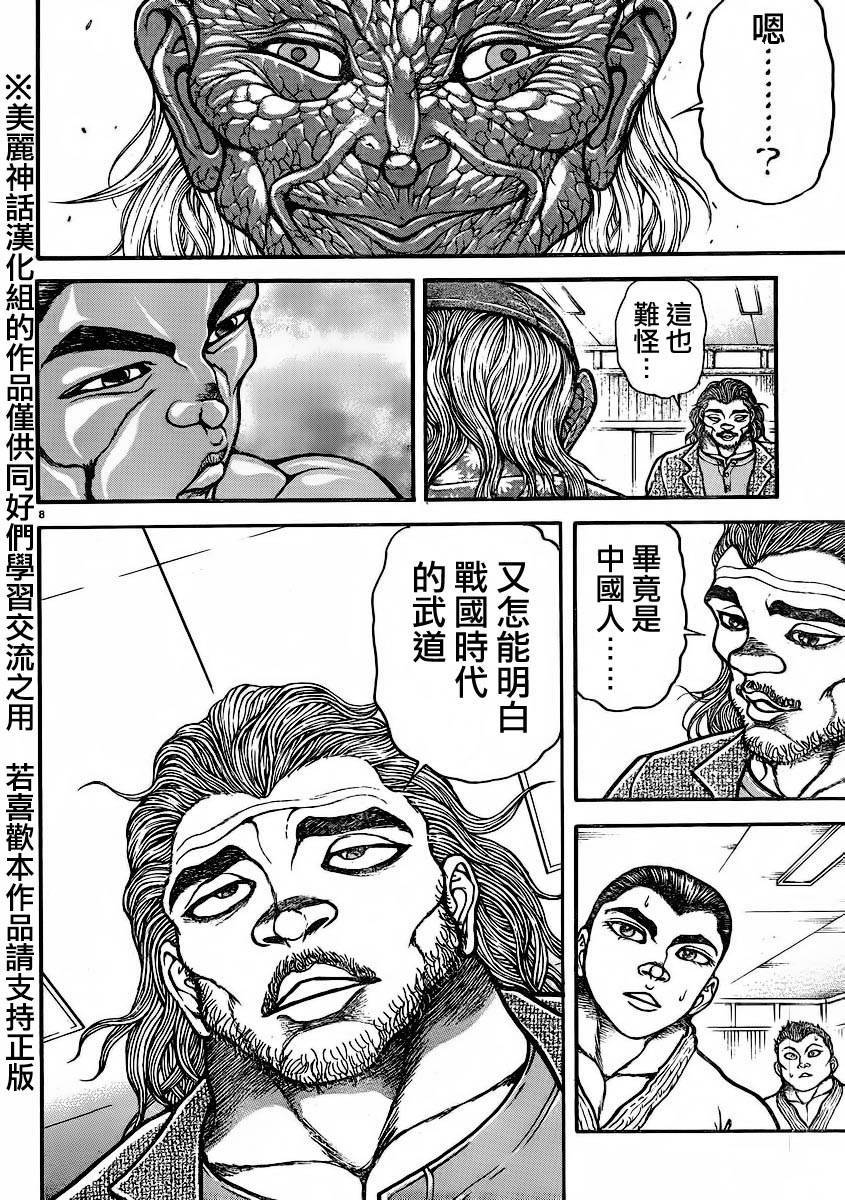 嗯………?
這也
難怪…
畢竟是
中國人……
又怎能明白
戰國時代
的武道
8
※美麗神話漢化組的作品僅供同好們學習交流之用 若喜歡本作品請支持正版